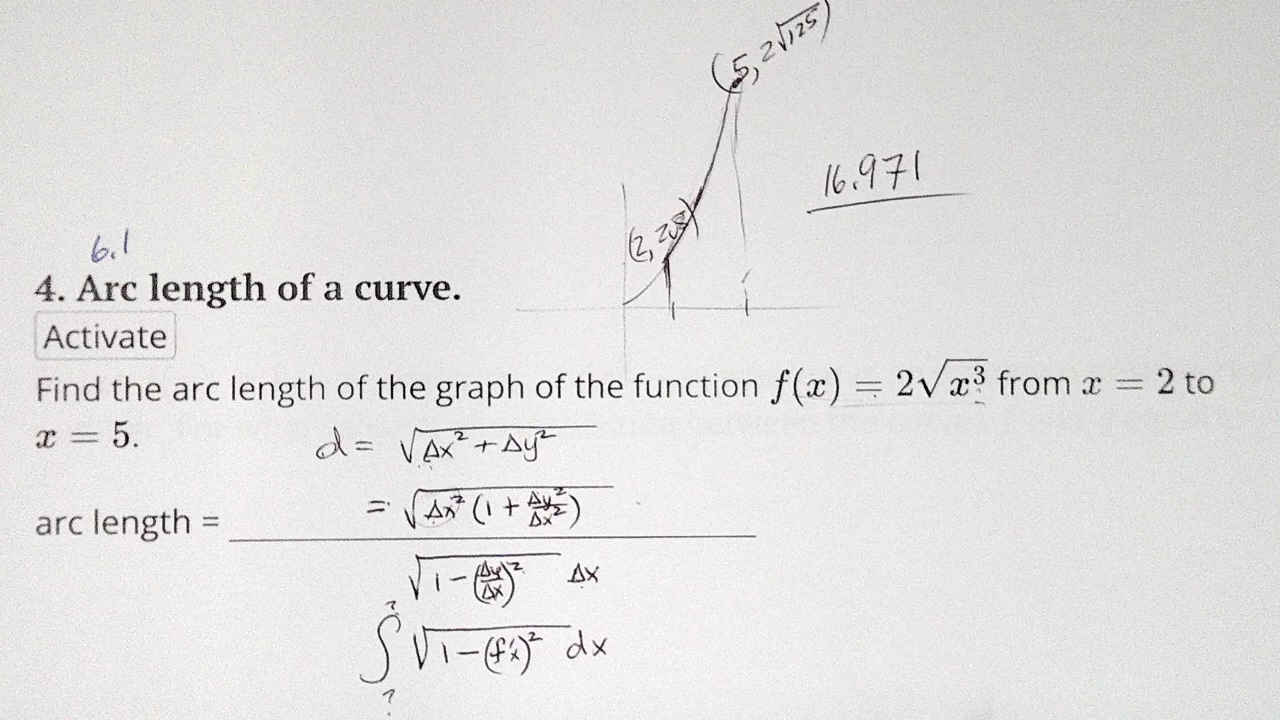 (5, 2√125)
16.971
(2, 2√8)
6.1
4. Arc length of a curve.
Activate
Find the arc length of the graph of the function f(x) = 2√x³ from x = 2 to
x = 5.
d = √Δx² + Δy²
= √Δx² (1 + Δy²/Δx²)
arc length =
√1 - (Δy/Δx)² Δx
?
∫ √1 - (f'x)² dx
?